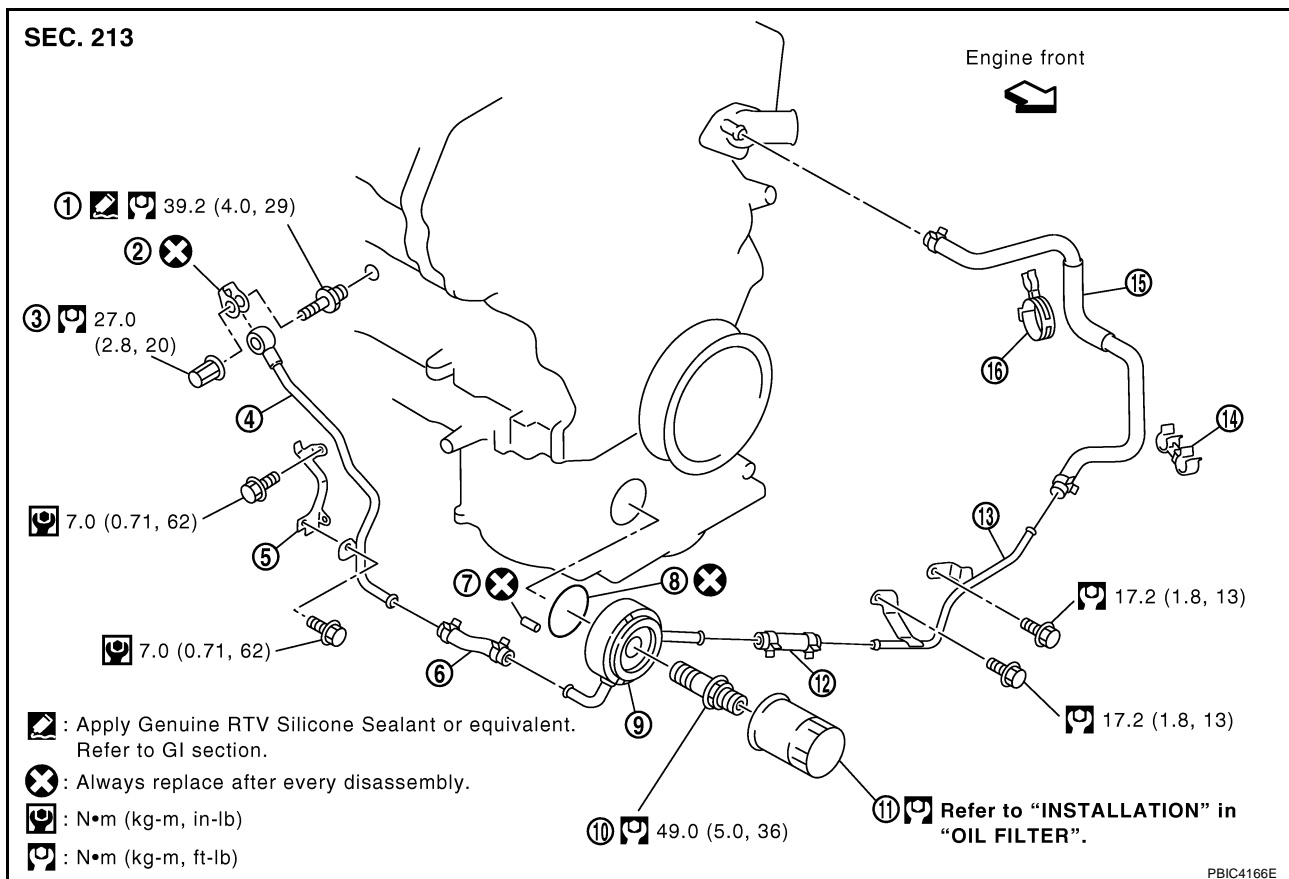 SEC. 213
Engine front
① 39.2 (4.0, 29)
②
③ 27.0
(2.8, 20)
④
⑮
⑯
⑭
7.0 (0.71, 62)
⑤
⑬
⑦
⑧
17.2 (1.8, 13)
7.0 (0.71, 62)
⑥
⑨
⑫
17.2 (1.8, 13)
: Apply Genuine RTV Silicone Sealant or equivalent.
Refer to GI section.
: Always replace after every disassembly.
: N•m (kg-m, in-lb)
: N•m (kg-m, ft-lb)
⑩ 49.0 (5.0, 36)
⑪ Refer to “INSTALLATION” in
“OIL FILTER”.
PBIC4166E